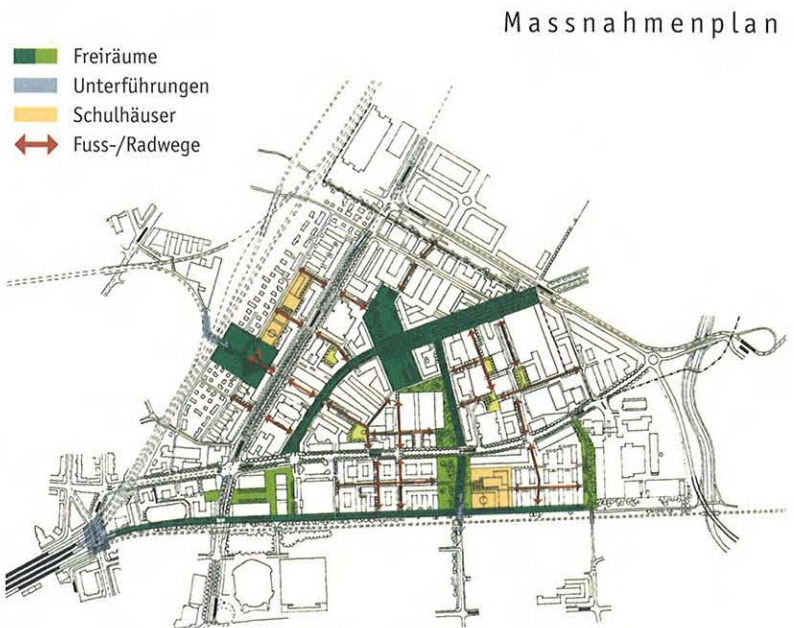 Massnahmenplan
Freiräume
Unterführungen
Schulhäuser
Fuss-/Radwege